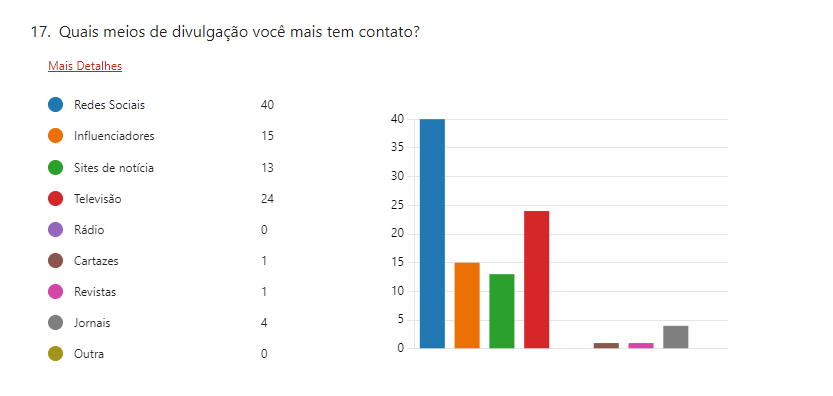 17. Quais meios de divulgação você mais tem contato?
Mais Detalhes
Redes Sociais 40
Influenciadores 15
Sites de notícia 13
Televisão 24
Rádio 0
Cartazes 1
Revistas 1
Jornais 4
Outra 0
40
35
30
25
20
15
10
5
0